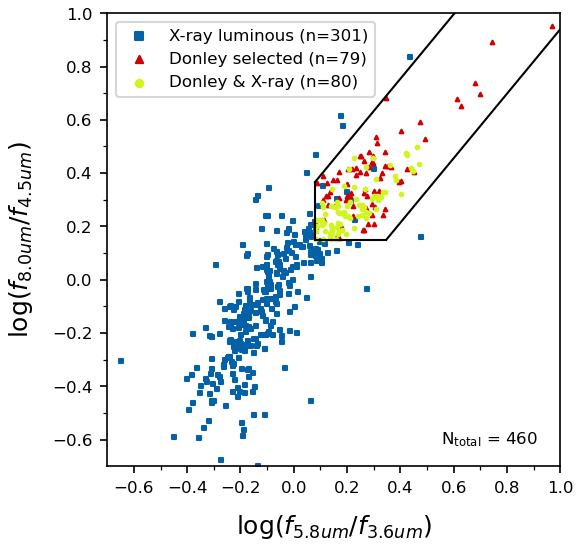 X-ray luminous (n=301)
Donley selected (n=79)
Donley & X-ray (n=80)
1.0
0.8
0.6
0.4
0.2
0.0
−0.2
−0.4
−0.6
log(f8.0um/f4.5um)
Ntotal = 460
−0.6 −0.4 −0.2 0.0 0.2 0.4 0.6 0.8 1.0
log(f5.8um/f3.6um)